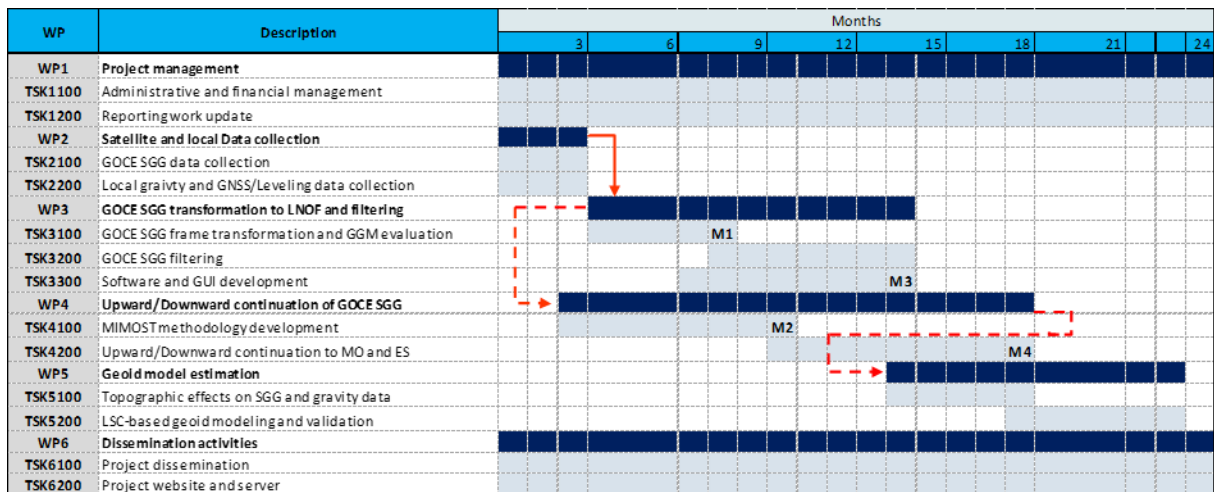 WP Description Months
3 6 9 12 15 18 21 24
WP1 Project management
TSK1100 Administrative and financial management
TSK1200 Reporting work update
WP2 Satellite and local Data collection
TSK2100 GOCE SGG data collection
TSK2200 Local graivty and GNSS/Leveling data collection
WP3 GOCE SGG transformation to LNOF and filtering
TSK3100 GOCE SGG frame transformation and GGM evaluation M1
TSK3200 GOCE SGG filtering
TSK3300 Software and GUI development M3
WP4 Upward/Downward continuation of GOCE SGG
TSK4100 MIMOST methodology development M2
TSK4200 Upward/Downward continuation to MO and ES M4
WP5 Geoid model estimation
TSK5100 Topographic effects on SGG and gravity data
TSK5200 LSC-based geoid modeling and validation
WP6 Dissemination activities
TSK6100 Project dissemination
TSK6200 Project website and server